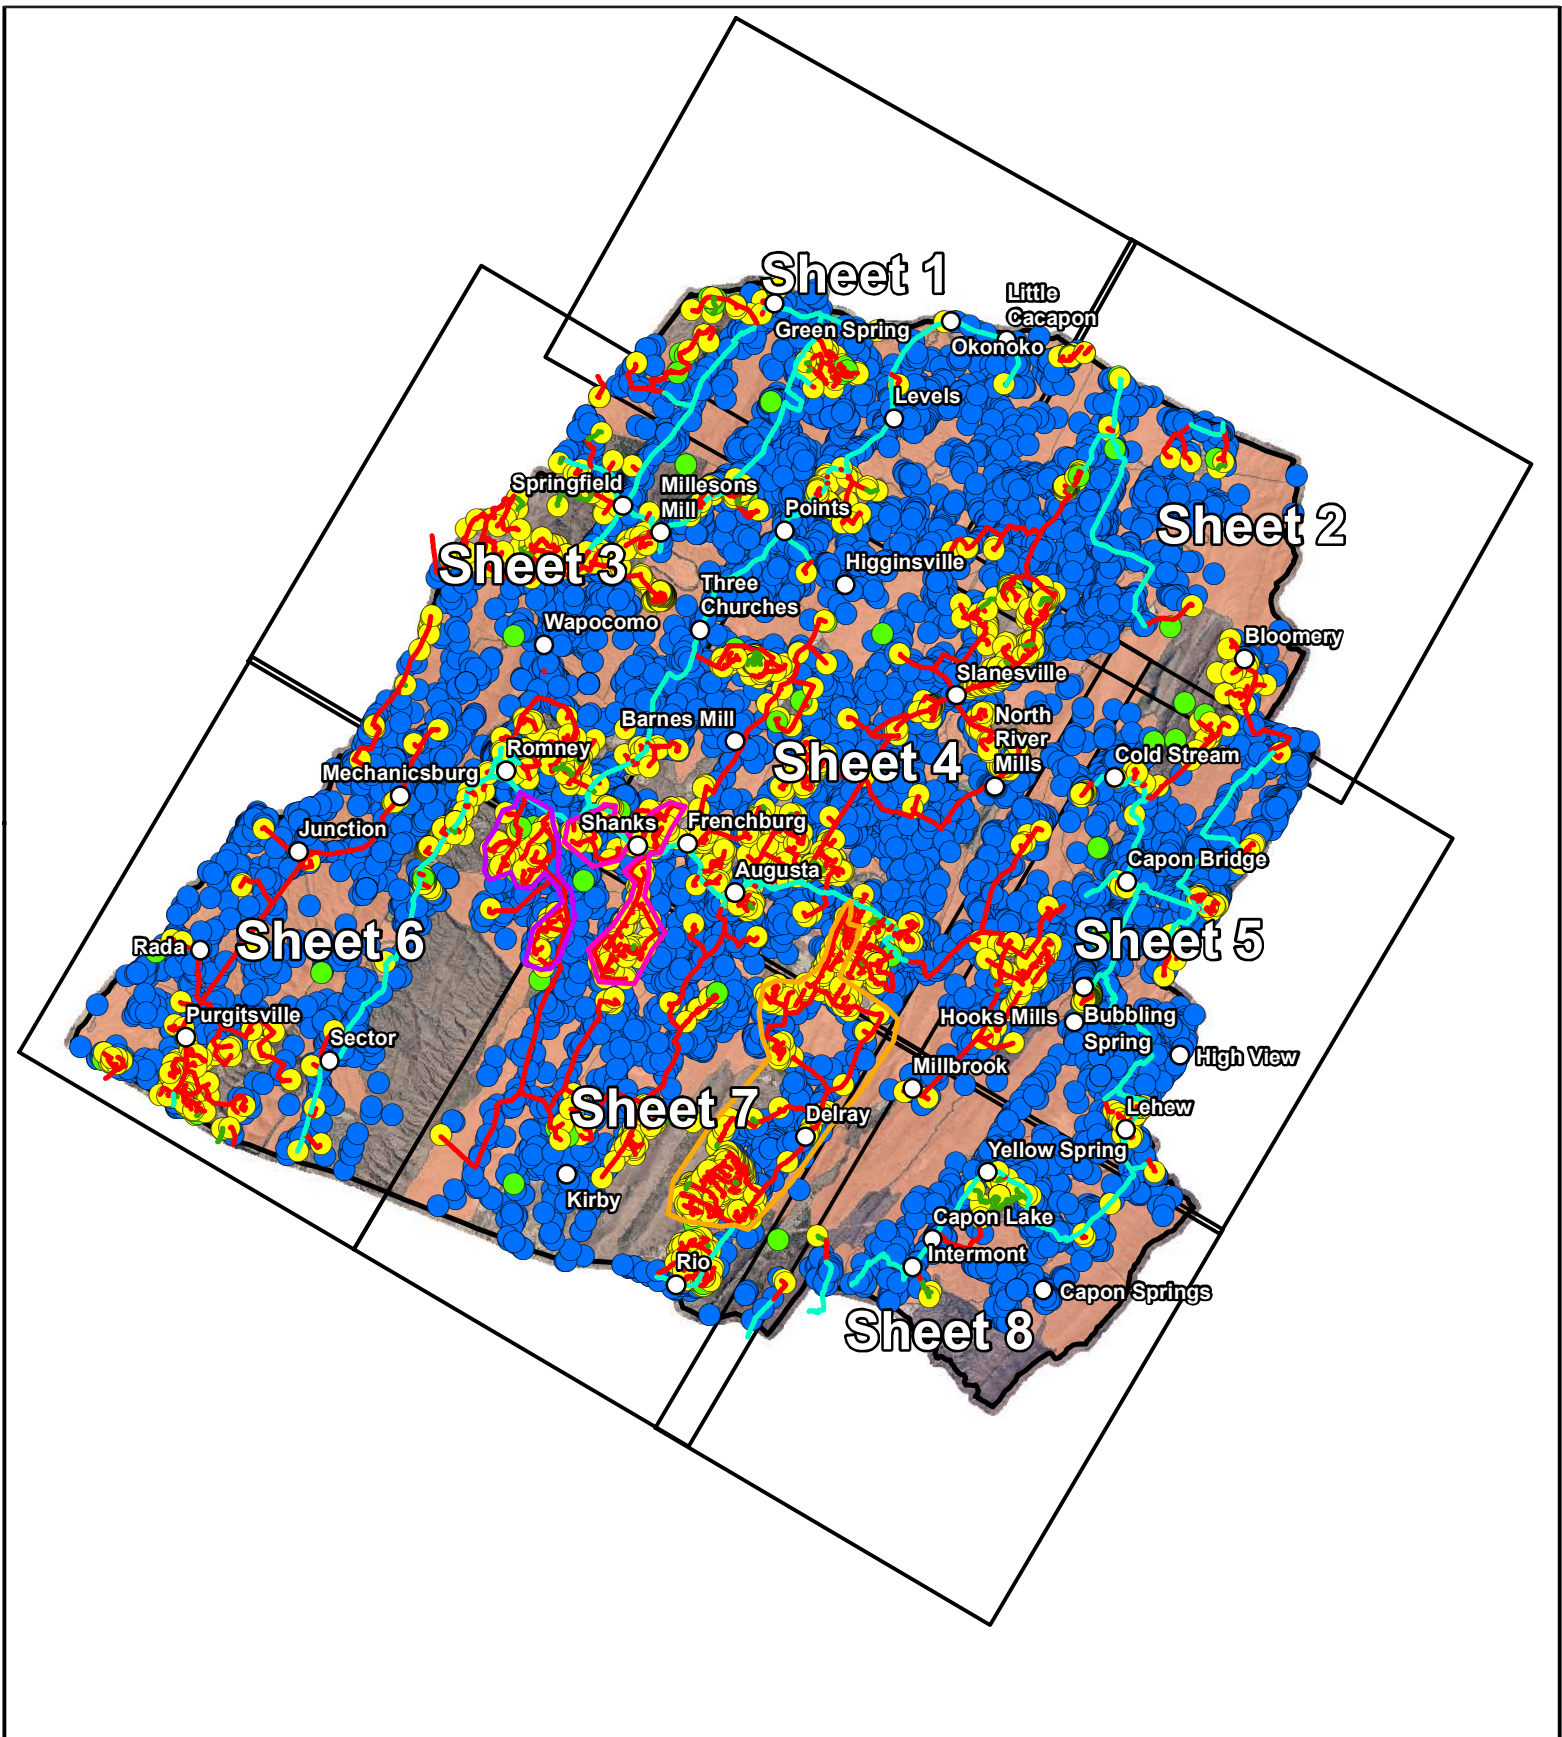 Sheet 1
Little
Cacapon
Green Spring
Okonoko
Levels
Springfield
Millesons
Mill
Points
Sheet 2
Sheet 3
Higginsville
Three
Churches
Wapocomo
Bloomery
Slanesville
Barnes Mill
North
River
Mills
Romney
Sheet 4
Cold Stream
Mechanicsburg
Junction
Shanks
Frenchburg
Capon Bridge
Augusta
Rada
Sheet 6
Sheet 5
Purgitsville
Hooks Mills
Bubbling
Spring
Sector
High View
Millbrook
Sheet 7
Delray
Lehew
Yellow Spring
Kirby
Capon Lake
Intermont
Rio
Capon Springs
Sheet 8